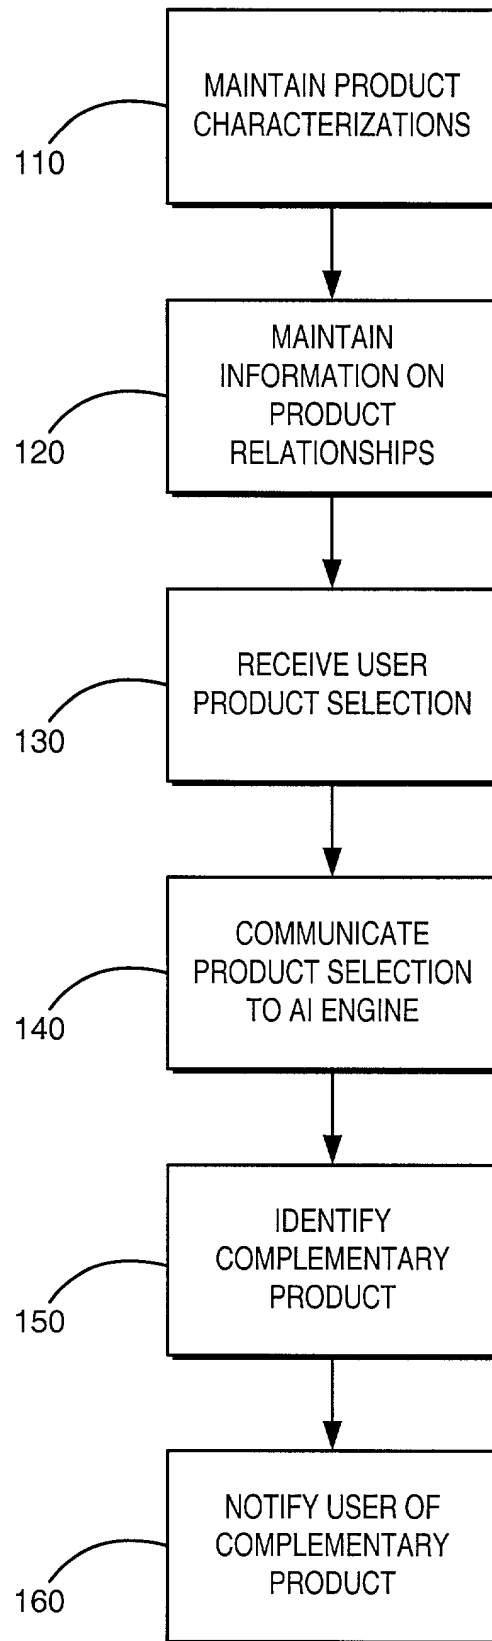 MAINTAIN PRODUCT
CHARACTERIZATIONS
110
MAINTAIN
INFORMATION ON
PRODUCT
RELATIONSHIPS
120
RECEIVE USER
PRODUCT SELECTION
130
COMMUNICATE
PRODUCT SELECTION
TO AI ENGINE
140
IDENTIFY
COMPLEMENTARY
PRODUCT
150
NOTIFY USER OF
COMPLEMENTARY
PRODUCT
160